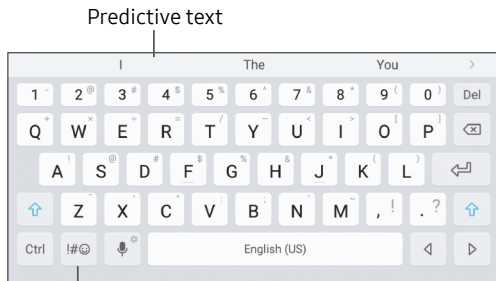 Predictive text
I The You >
1 - 2 @ 3 # 4 $ 5 % 6 ^ 7 & 8 * 9 ( 0 ) Del
Q + W × E ÷ R = T / Y _ U < I > O [ P ]
A ! S @ D # F $ G % H & J * K ( L )
Z X C V : B ; N M , ! . ?
Ctrl !#☺ English (US)